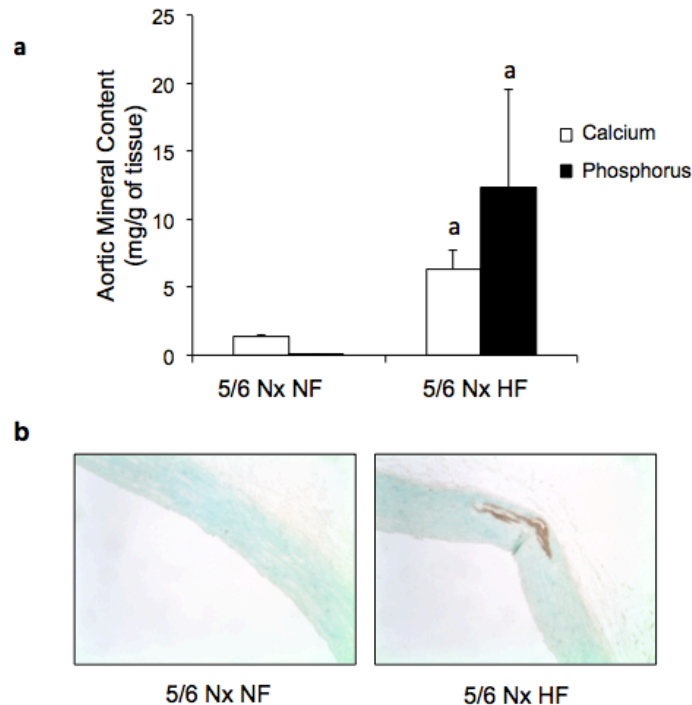 a
Aortic Mineral Content
(mg/g of tissue)
25
20
15
10
5
0
a
a
Calcium
Phosphorus
5/6 Nx NF
5/6 Nx HF
b
5/6 Nx NF
5/6 Nx HF